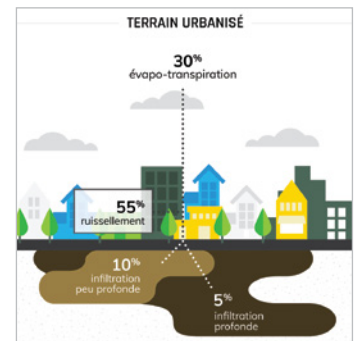 TERRAIN URBANISÉ
30%
évapo-transpiration
55%
ruissellement
10%
infiltration
peu profonde
5%
infiltration
profonde